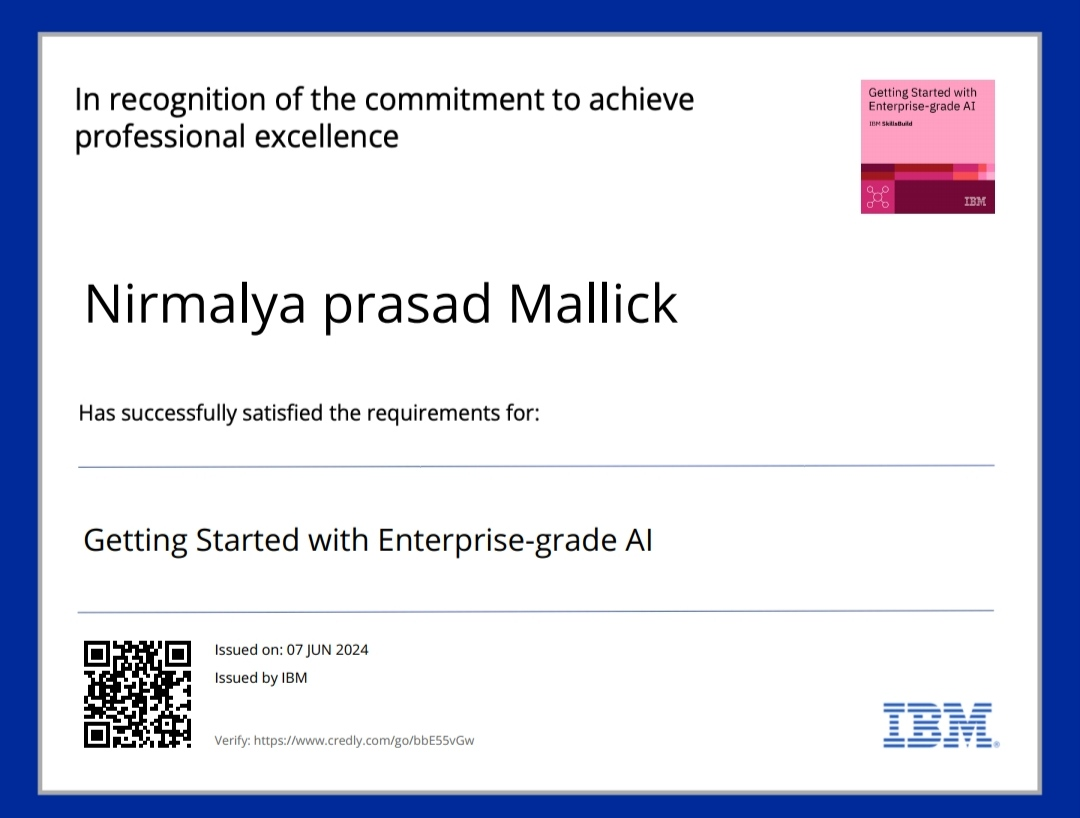 In recognition of the commitment to achieve
professional excellence
Getting Started with
Enterprise-grade AI
IBM SkillsBuild
IBM
Nirmalya prasad Mallick
Has successfully satisfied the requirements for:
Getting Started with Enterprise-grade AI
Issued on: 07 JUN 2024
Issued by IBM
Verify: https://www.credly.com/go/bbE55vGw
IBM®